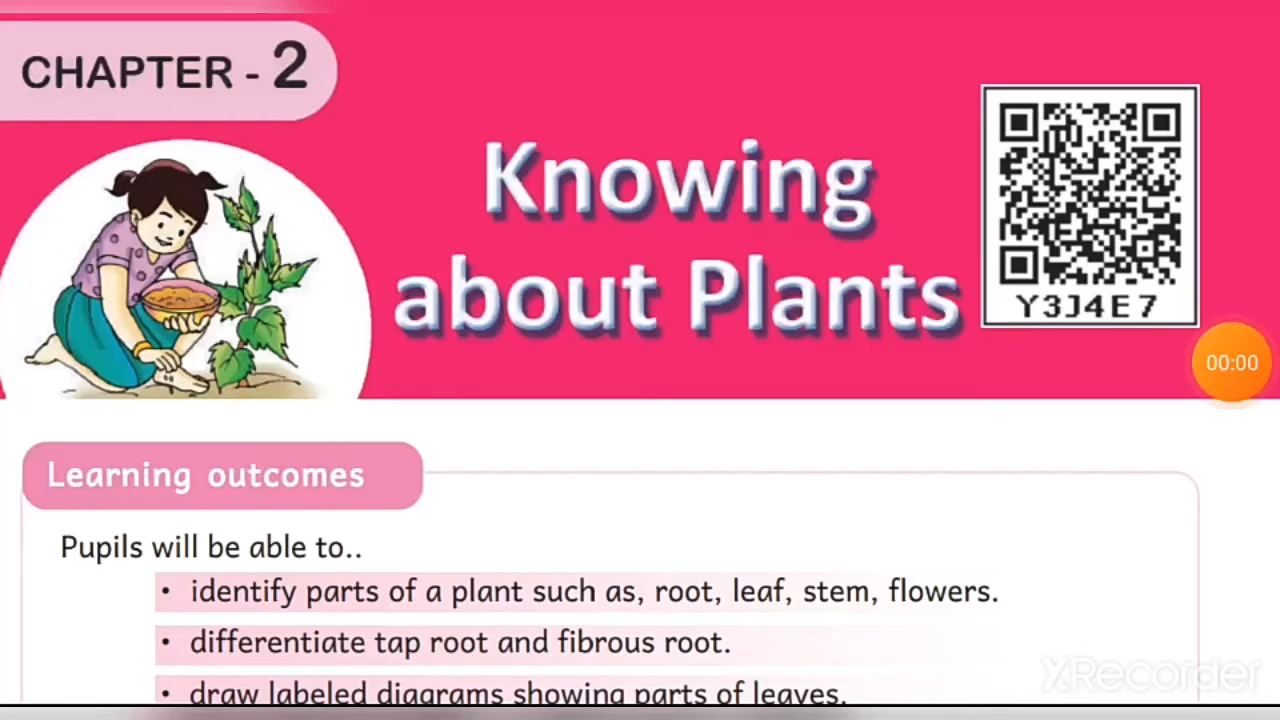 CHAPTER - 2
Knowing
about Plants
Y3J4E7
00:00
Learning outcomes
Pupils will be able to..
• identify parts of a plant such as, root, leaf, stem, flowers.
• differentiate tap root and fibrous root.
• draw labeled diagrams showing parts of leaves.
XRecorder